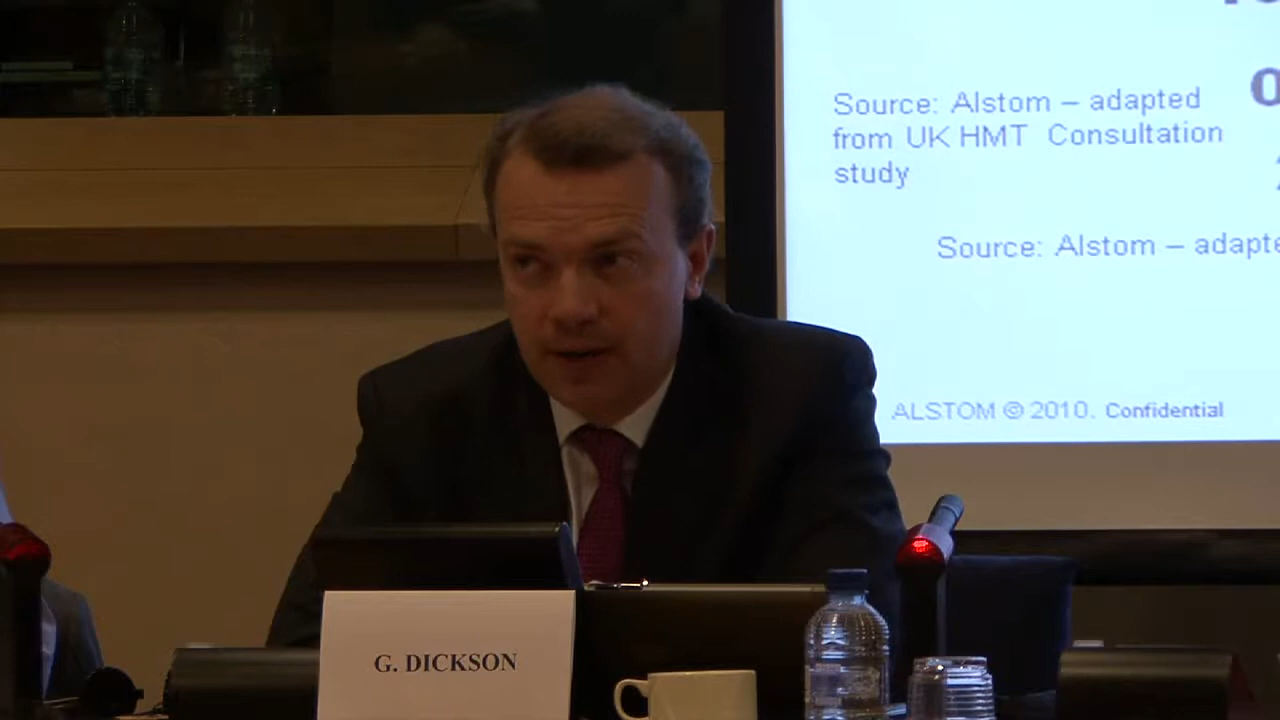 Source: Alstom – adapted
from UK HMT Consultation
study
Source: Alstom – adapte
ALSTOM © 2010. Confidential
G. DICKSON